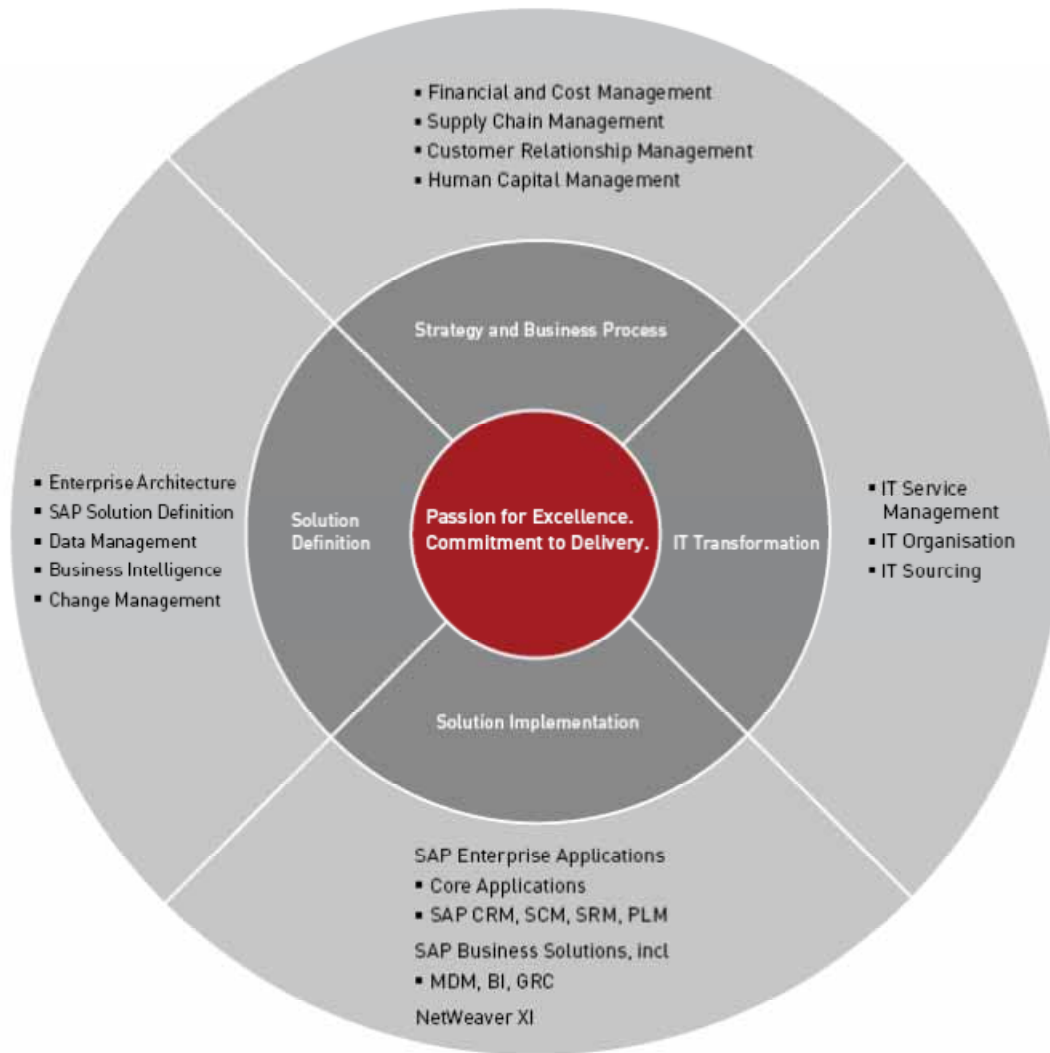 ▪ Financial and Cost Management
▪ Supply Chain Management
▪ Customer Relationship Management
▪ Human Capital Management
Strategy and Business Process
▪ Enterprise Architecture
▪ SAP Solution Definition
▪ Data Management
▪ Business Intelligence
▪ Change Management
Solution
Definition
Passion for Excellence.
Commitment to Delivery.
IT Transformation
▪ IT Service
Management
▪ IT Organisation
▪ IT Sourcing
Solution Implementation
SAP Enterprise Applications
▪ Core Applications
▪ SAP CRM, SCM, SRM, PLM
SAP Business Solutions, incl
▪ MDM, BI, GRC
NetWeaver XI